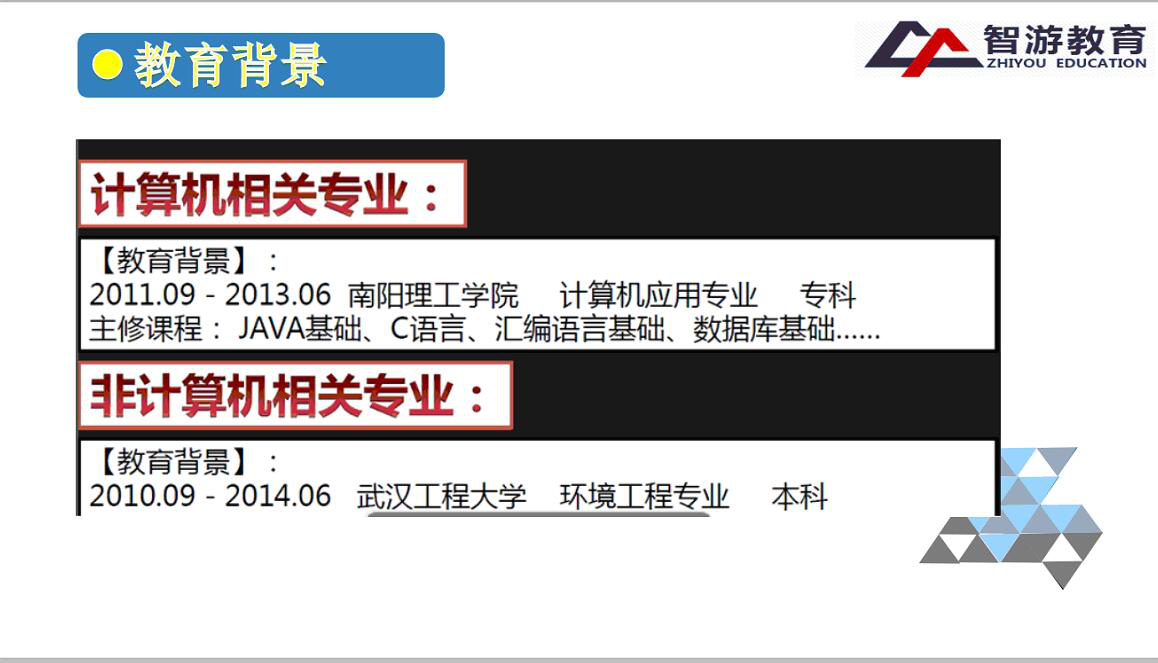 教育背景
智游教育
ZHIYOU EDUCATION
计算机相关专业：
【教育背景】：
2011.09 - 2013.06 南阳理工学院 计算机应用专业 专科
主修课程： JAVA基础、C语言、汇编语言基础、数据库基础......
非计算机相关专业：
【教育背景】：
2010.09 - 2014.06 武汉工程大学 环境工程专业 本科